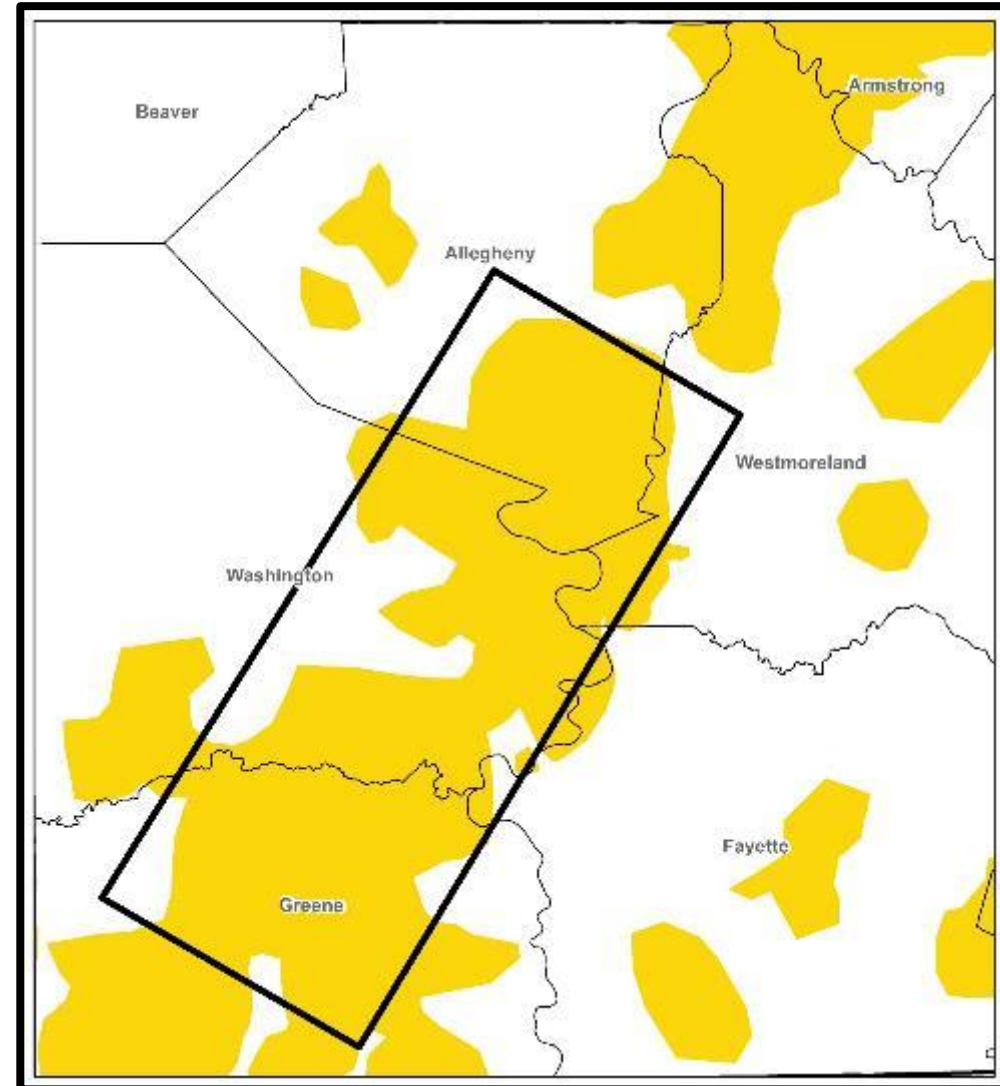 Armstrong
Beaver
Allegheny
Westmoreland
Washington
Fayette
Greene